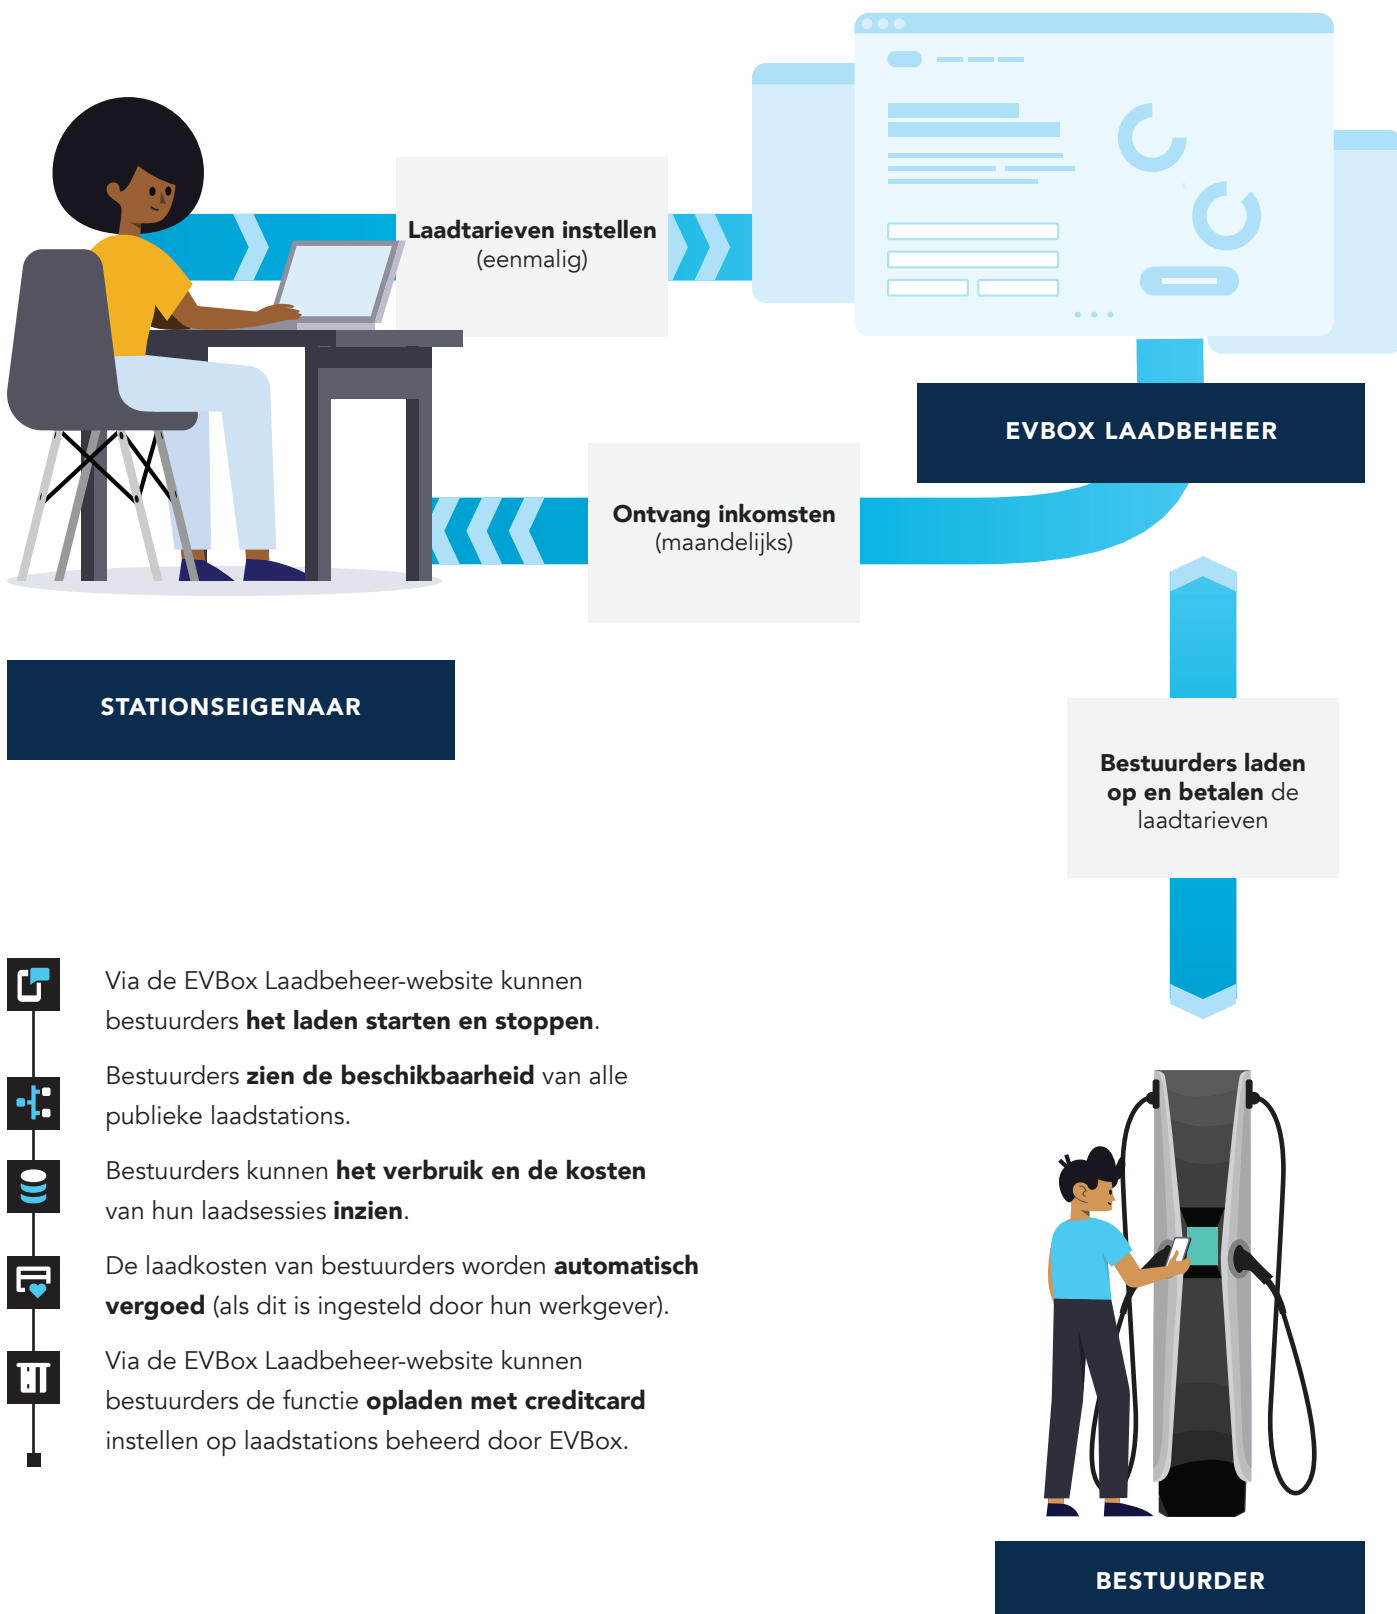 Laadtarieven instellen
(eenmalig)
EVBOX LAADBEHEER
Ontvang inkomsten
(maandelijks)
STATIONSEIGENAAR
Bestuurders laden
op en betalen de
laadtarieven
Via de EVBox Laadbeheer-website kunnen
bestuurders het laden starten en stoppen.
Bestuurders zien de beschikbaarheid van alle
publieke laadstations.
Bestuurders kunnen het verbruik en de kosten
van hun laadsessies inzien.
De laadkosten van bestuurders worden automatisch
vergoed (als dit is ingesteld door hun werkgever).
Via de EVBox Laadbeheer-website kunnen
bestuurders de functie opladen met creditcard
instellen op laadstations beheerd door EVBox.
BESTUURDER